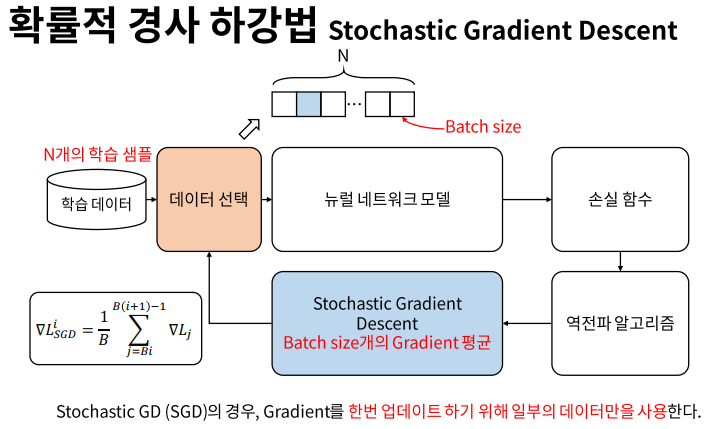 확률적 경사 하강법 Stochastic Gradient Descent
N
...
Batch size
N개의 학습 샘플
학습 데이터
데이터 선택
뉴럴 네트워크 모델
손실 함수
Stochastic Gradient
Descent
Batch size개의 Gradient 평균
역전파 알고리즘
∇L^i_{SGD} = \frac{1}{B} \sum_{j=Bi}^{B(i+1)-1} ∇L_j
Stochastic GD (SGD)의 경우, Gradient를 한번 업데이트 하기 위해 일부의 데이터만을 사용한다.